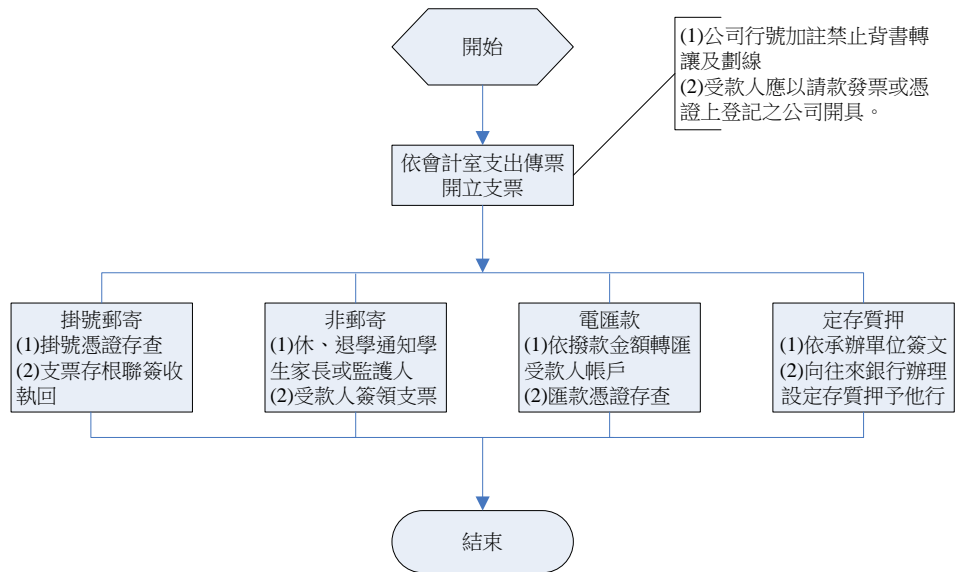 開始
(1)公司行號加註禁止背書轉
讓及劃線
(2)受款人應以請款發票或憑
證上登記之公司開具。
依會計室支出傳票
開立支票
掛號郵寄
(1)掛號憑證存查
(2)支票存根聯簽收
執回
非郵寄
(1)休、退學通知學
生家長或監護人
(2)受款人簽領支票
電匯款
(1)依撥款金額轉匯
受款人帳戶
(2)匯款憑證存查
定存質押
(1)依承辦單位簽文
(2)向往來銀行辦理
設定存質押予他行
結束